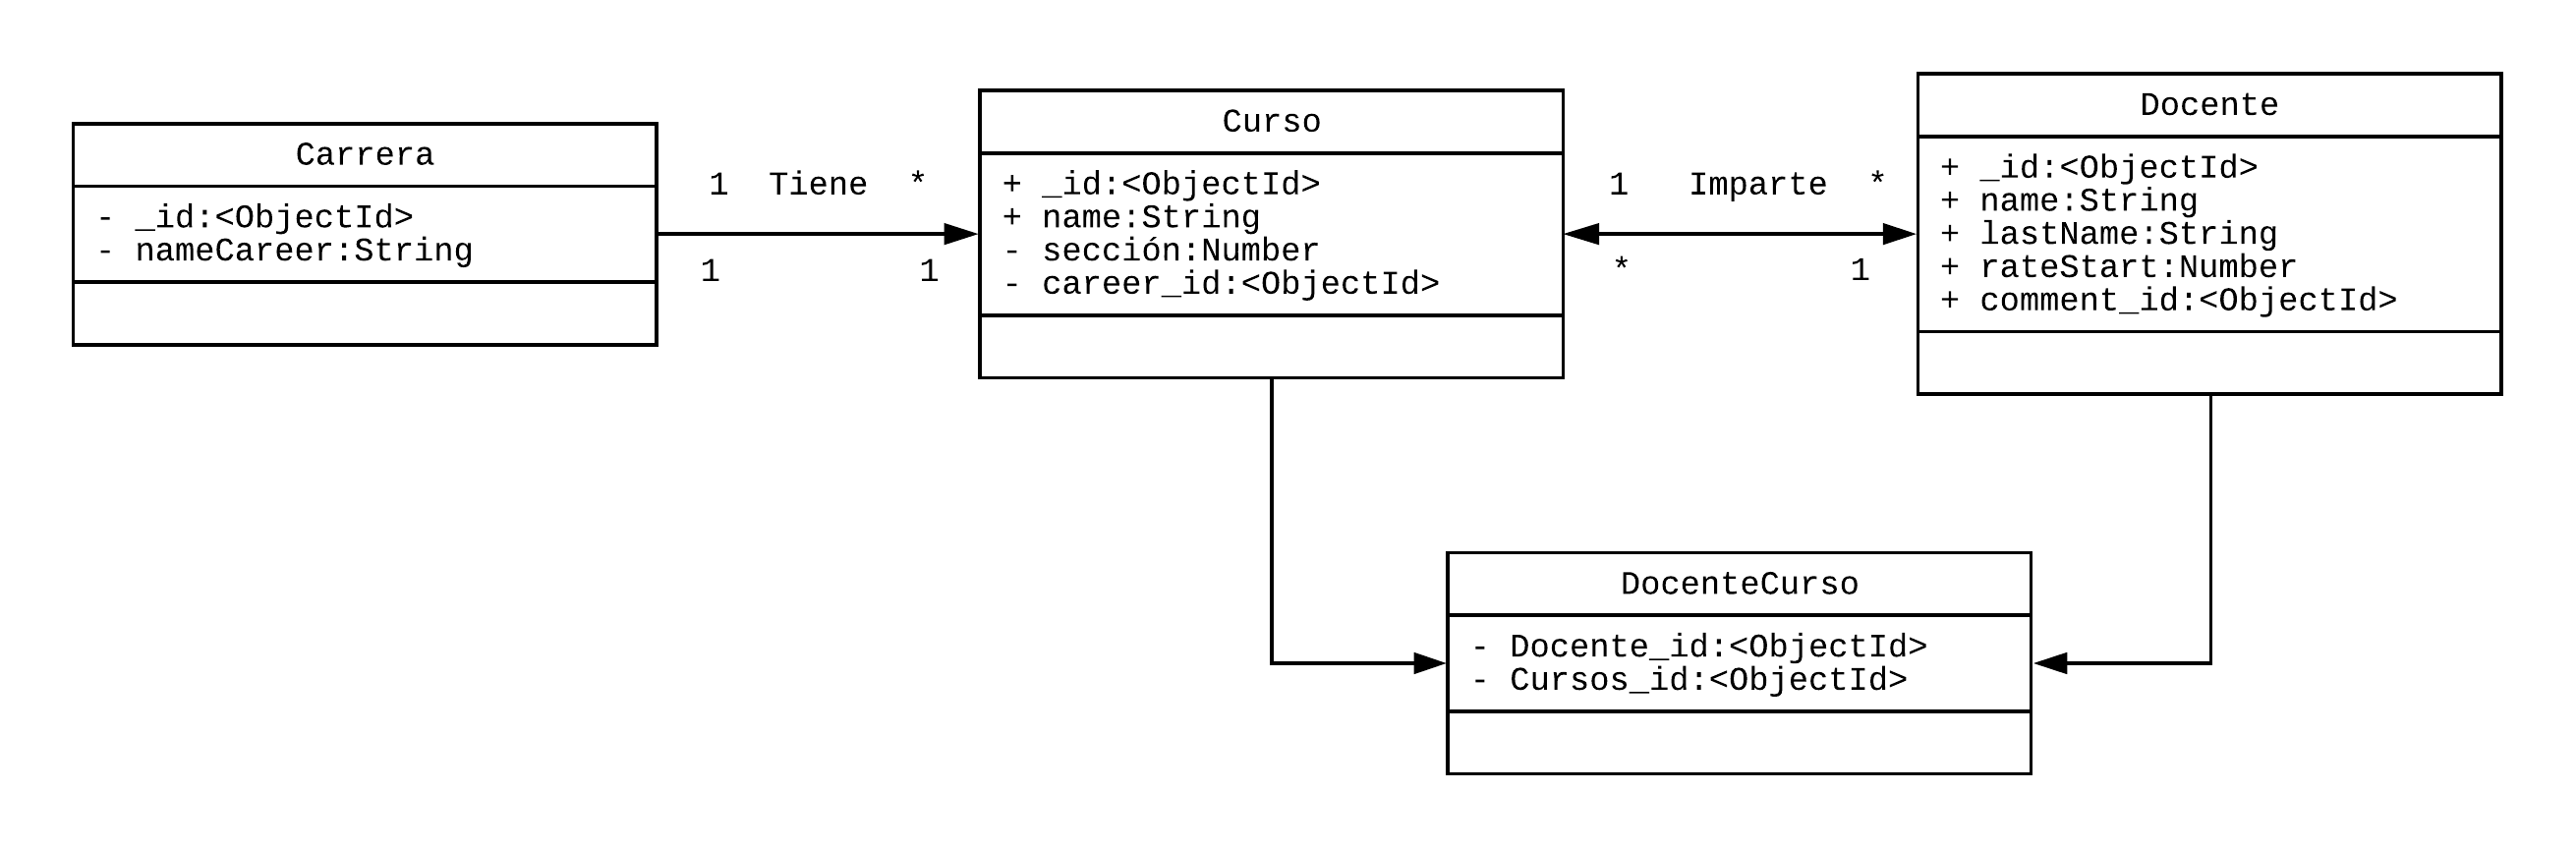 Carrera
- _id:<ObjectId>
- nameCareer:String
1 Tiene *
1 1
Curso
+ _id:<ObjectId>
+ name:String
- sección:Number
- career_id:<ObjectId>
1 Imparte *
* 1
Docente
+ _id:<ObjectId>
+ name:String
+ lastName:String
+ rateStart:Number
+ comment_id:<ObjectId>
DocenteCurso
- Docente_id:<ObjectId>
- Cursos_id:<ObjectId>